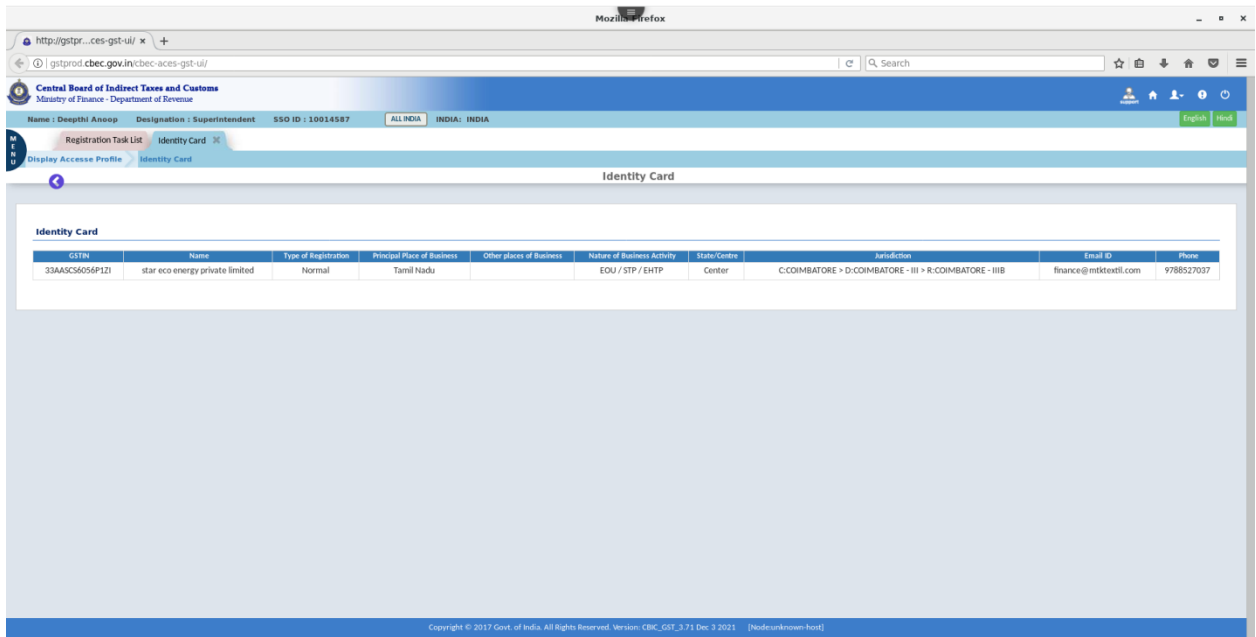 Mozilla Firefox
http://gstpr...ces-gst-ui/ × +
gstprod.cbec.gov.in/cbec-aces-gst-ui/ Search
Central Board of Indirect Taxes and Customs
Ministry of Finance - Department of Revenue
Name : Deepthi Anoop Designation : Superintendent SSO ID : 10014587 ALL INDIA INDIA: INDIA English Hindi
MENU
Registration Task List Identity Card
Display Accesse Profile Identity Card
Identity Card
Identity Card
GSTIN Name Type of Registration Principal Place of Business Other places of Business Nature of Business Activity State/Centre Jurisdiction Email ID Phone
33AASCS6056P1ZI star eco energy private limited Normal Tamil Nadu EOU / STP / EHTP Center C:COIMBATORE > D:COIMBATORE - III > R:COIMBATORE - IIIB finance@mtktextil.com 9788527037
Copyright © 2017 Govt. of India. All Rights Reserved. Version: CBIC_GST_3.71 Dec 3 2021 [Node:unknown-host]